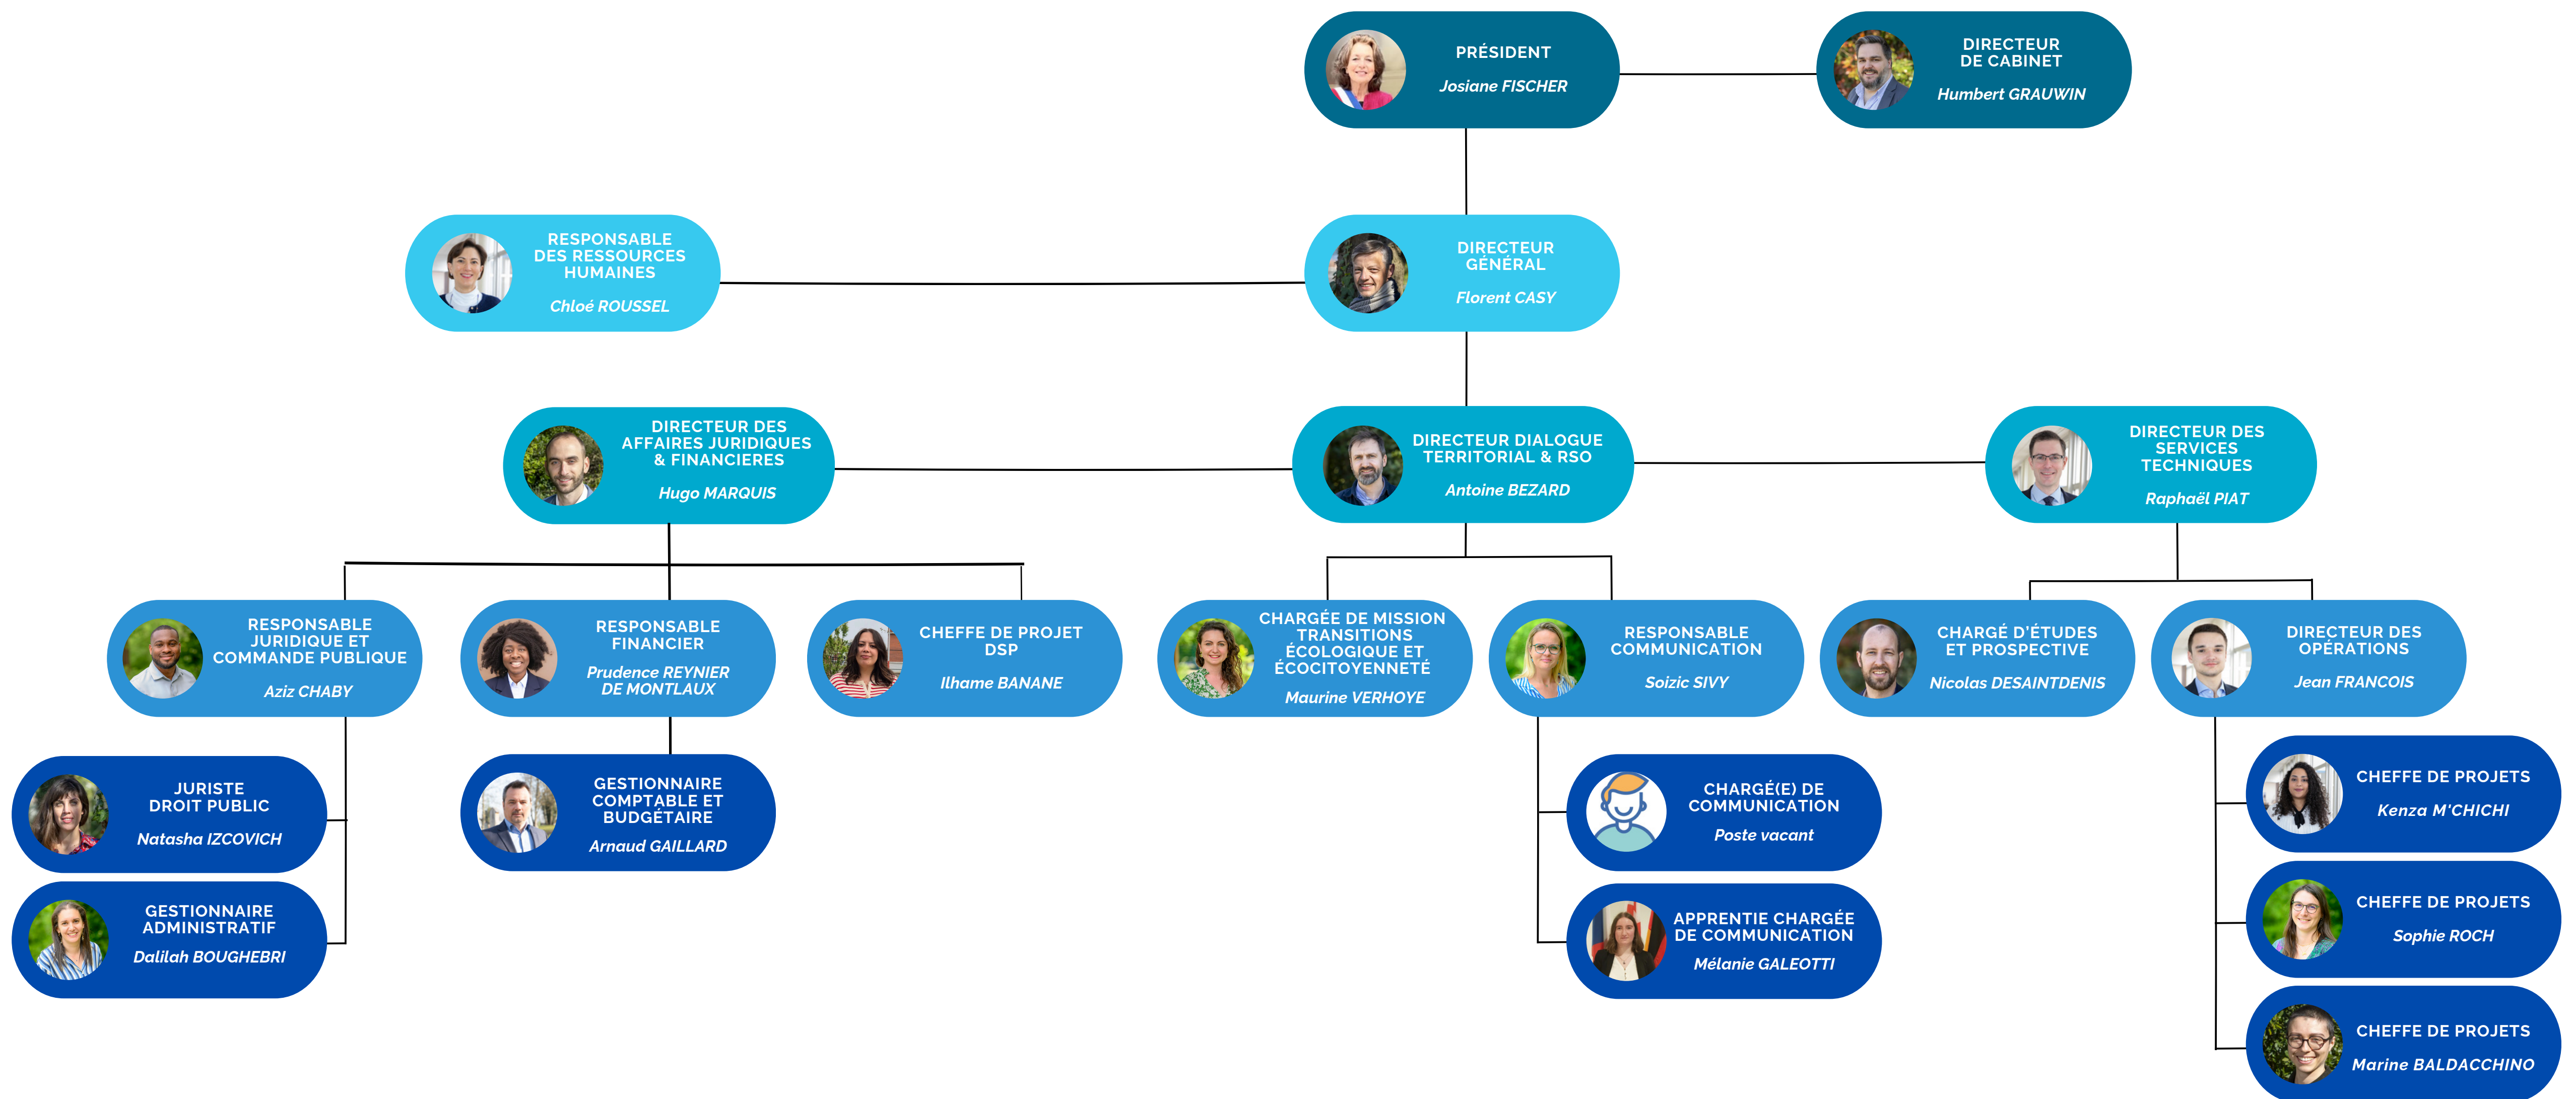 PRÉSIDENT
Josiane FISCHER
DIRECTEUR
DE CABINET
Humbert GRAUWIN
RESPONSABLE
DES RESSOURCES
HUMAINES
Chloé ROUSSEL
DIRECTEUR
GÉNÉRAL
Florent CASY
DIRECTEUR DES
AFFAIRES JURIDIQUES
& FINANCIERES
Hugo MARQUIS
DIRECTEUR DIALOGUE
TERRITORIAL & RSO
Antoine BEZARD
DIRECTEUR DES
SERVICES
TECHNIQUES
Raphaël PIAT
RESPONSABLE
JURIDIQUE ET
COMMANDE PUBLIQUE
Aziz CHABY
RESPONSABLE
FINANCIER
Prudence REYNIER
DE MONTLAUX
CHEFFE DE PROJET
DSP
Ilhame BANANE
CHARGÉE DE MISSION
TRANSITIONS
ÉCOLOGIQUE ET
ÉCOCITOYENNETÉ
Maurine VERHOYE
RESPONSABLE
COMMUNICATION
Soizic SIVY
CHARGÉ D'ÉTUDES
ET PROSPECTIVE
Nicolas DESAINTDENIS
DIRECTEUR DES
OPÉRATIONS
Jean FRANCOIS
JURISTE
DROIT PUBLIC
Natasha IZCOVICH
GESTIONNAIRE
COMPTABLE ET
BUDGÉTAIRE
Arnaud GAILLARD
CHARGÉ(E) DE
COMMUNICATION
Poste vacant
CHEFFE DE PROJETS
Kenza M'CHICHI
GESTIONNAIRE
ADMINISTRATIF
Dalilah BOUGHEBRI
APPRENTIE CHARGÉE
DE COMMUNICATION
Mélanie GALEOTTI
CHEFFE DE PROJETS
Sophie ROCH
CHEFFE DE PROJETS
Marine BALDACCHINO